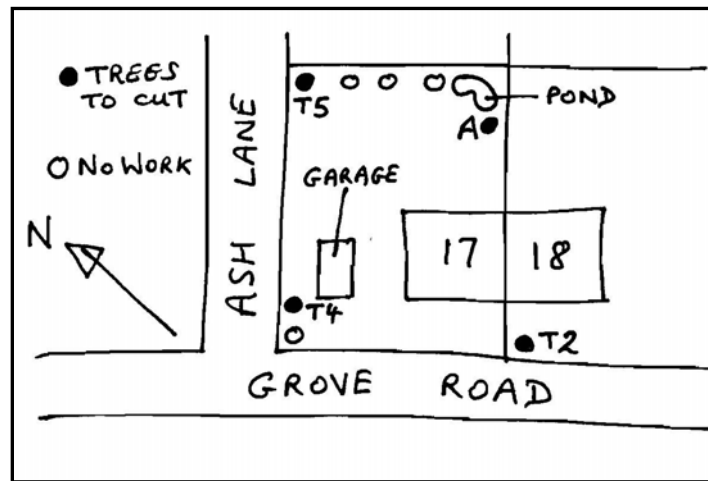 TREES
TO CUT
NO WORK
N
ASH LANE
T5
A
POND
GARAGE
17
18
T4
T2
GROVE ROAD